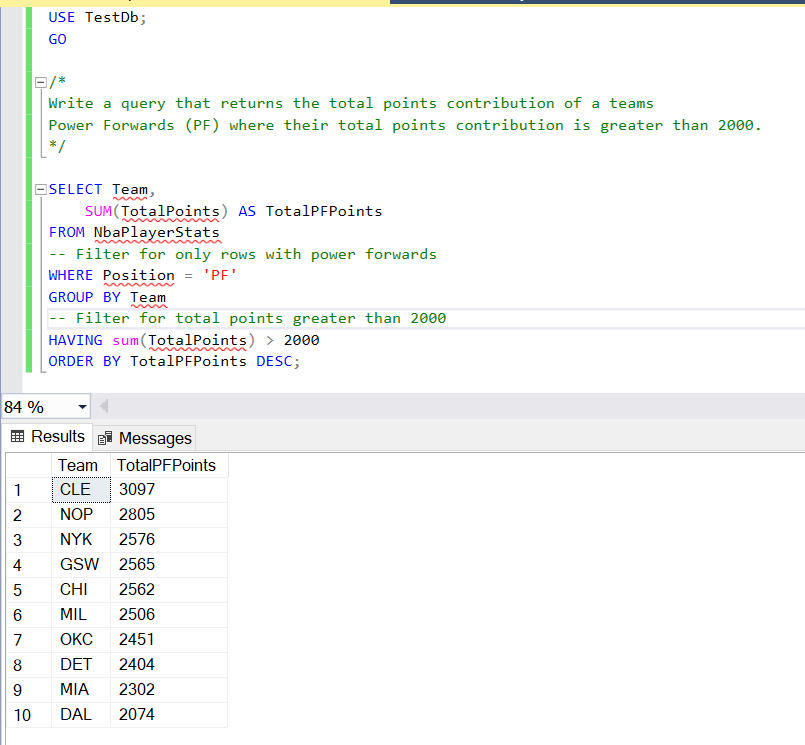 USE TestDb;
GO
/*
Write a query that returns the total points contribution of a teams
Power Forwards (PF) where their total points contribution is greater than 2000.
*/
SELECT Team,
SUM(TotalPoints) AS TotalPFPoints
FROM NbaPlayerStats
-- Filter for only rows with power forwards
WHERE Position = 'PF'
GROUP BY Team
-- Filter for total points greater than 2000
HAVING sum(TotalPoints) > 2000
ORDER BY TotalPFPoints DESC;
84 %
Results Messages
Team TotalPFPoints
1 CLE 3097
2 NOP 2805
3 NYK 2576
4 GSW 2565
5 CHI 2562
6 MIL 2506
7 OKC 2451
8 DET 2404
9 MIA 2302
10 DAL 2074